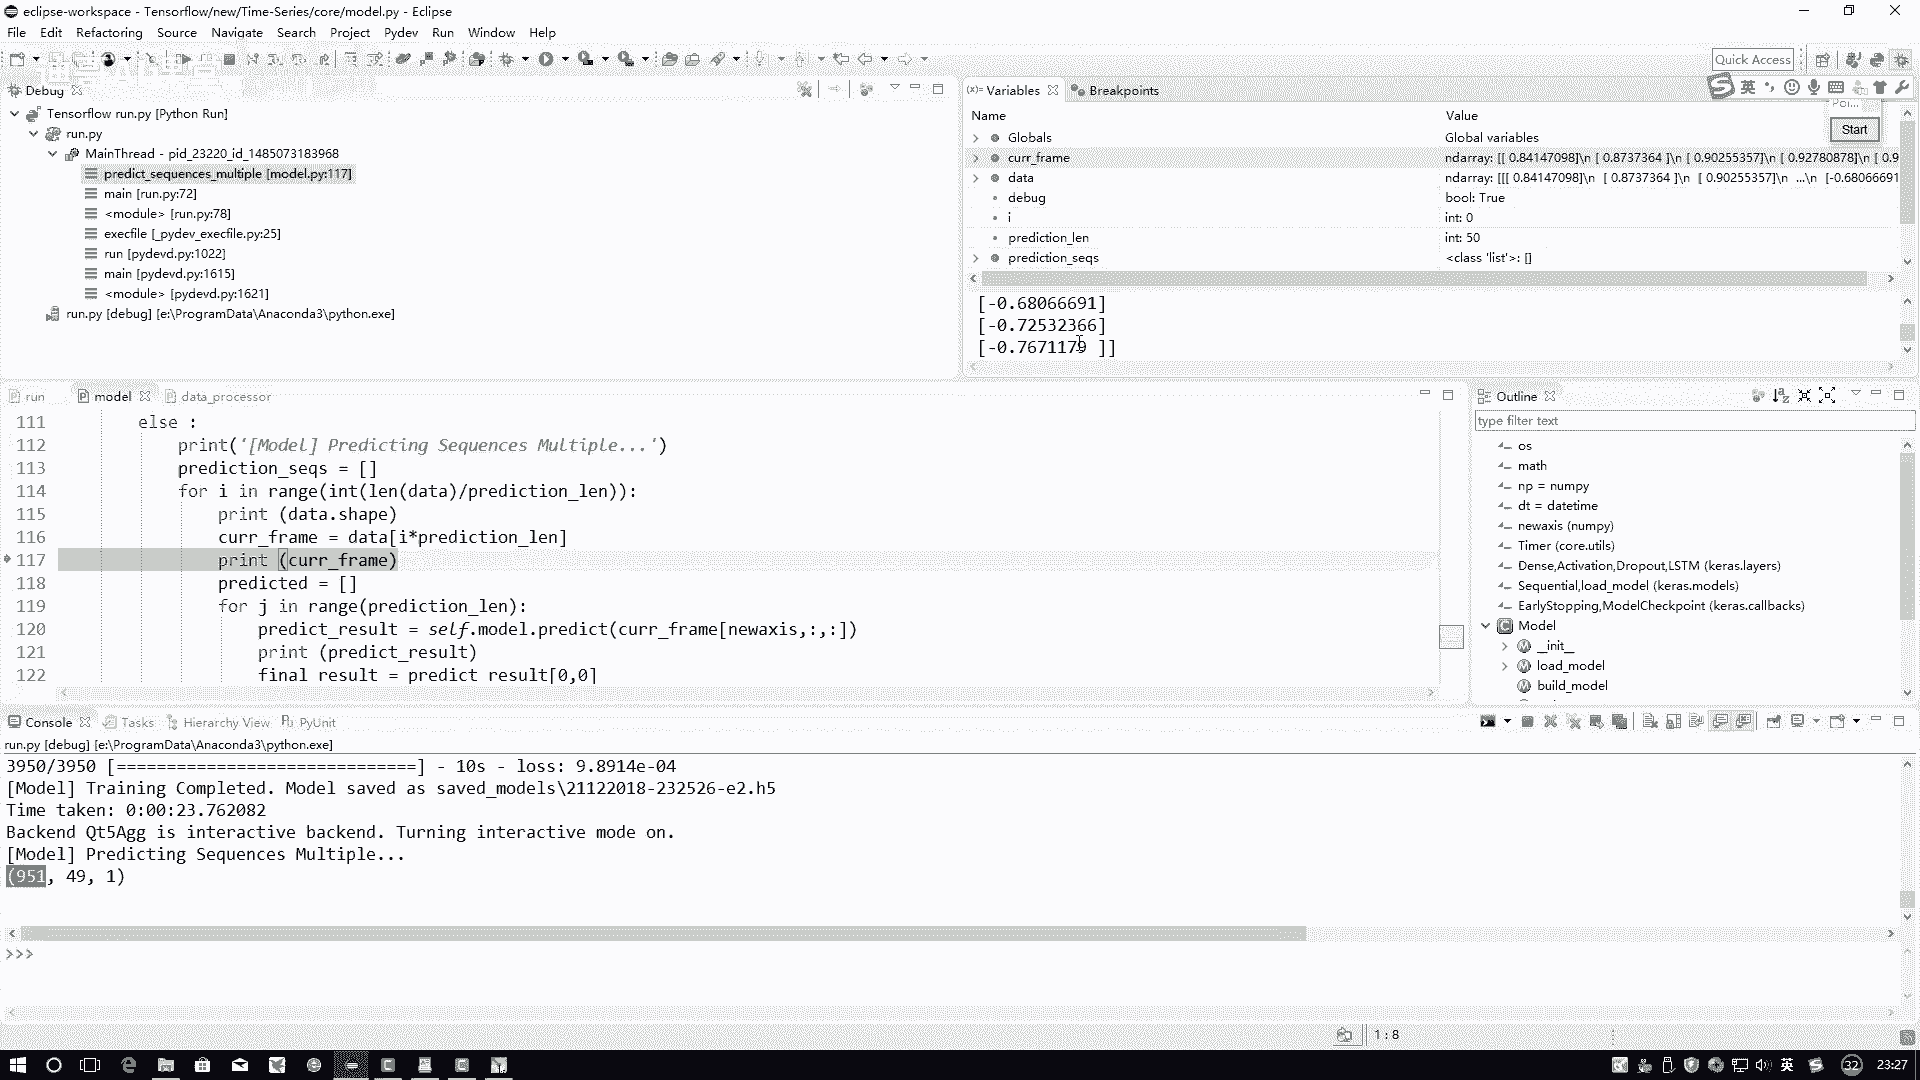 eclipse-workspace - Tensorflow/new/Time-Series/core/model.py - Eclipse
File Edit Refactoring Source Navigate Search Project Pydev Run Window Help
Quick Access
Debug
Tensorflow run.py [Python Run]
run.py
MainThread - pid_23220_id_1485073183968
predict_sequences_multiple [model.py:117]
main [run.py:72]
<module> [run.py:78]
execfile [_pydev_execfile.py:25]
run [pydevd.py:1022]
main [pydevd.py:1615]
<module> [pydevd.py:1621]
run.py [debug] [e:\ProgramData\Anaconda3\python.exe]
(x)= Variables Breakpoints
英
Poi...
Start
Name Value
Globals Global variables
curr_frame ndarray: [[ 0.84147098]\n [ 0.8737364 ]\n [ 0.90255357]\n [ 0.92780878]\n [ 0.9
data ndarray: [[[ 0.84147098]\n [ 0.8737364 ]\n [ 0.90255357]\n ...\n [-0.68066691
debug bool: True
i int: 0
prediction_len int: 50
prediction_seqs <class 'list'>: []
[-0.68066691]
[-0.72532366]
[-0.7671179 ]]
run model data_processor
111 else :
112 print('[Model] Predicting Sequences Multiple...')
113 prediction_seqs = []
114 for i in range(int(len(data)/prediction_len)):
115 print (data.shape)
116 curr_frame = data[i*prediction_len]
117 print (curr_frame)
118 predicted = []
119 for j in range(prediction_len):
120 predict_result = self.model.predict(curr_frame[newaxis,:,:])
121 print (predict_result)
122 final_result = predict_result[0,0]
Outline
type filter text
os
math
np = numpy
dt = datetime
newaxis (numpy)
Timer (core.utils)
Dense,Activation,Dropout,LSTM (keras.layers)
Sequential,load_model (keras.models)
EarlyStopping,ModelCheckpoint (keras.callbacks)
Model
__init__
load_model
build_model
Console Tasks Hierarchy View PyUnit
run.py [debug] [e:\ProgramData\Anaconda3\python.exe]
3950/3950 [==============================] - 10s - loss: 9.8914e-04
[Model] Training Completed. Model saved as saved_models\21122018-232526-e2.h5
Time taken: 0:00:23.762082
Backend Qt5Agg is interactive backend. Turning interactive mode on.
[Model] Predicting Sequences Multiple...
(951, 49, 1)
>>>
1 : 8
英 32 23:27